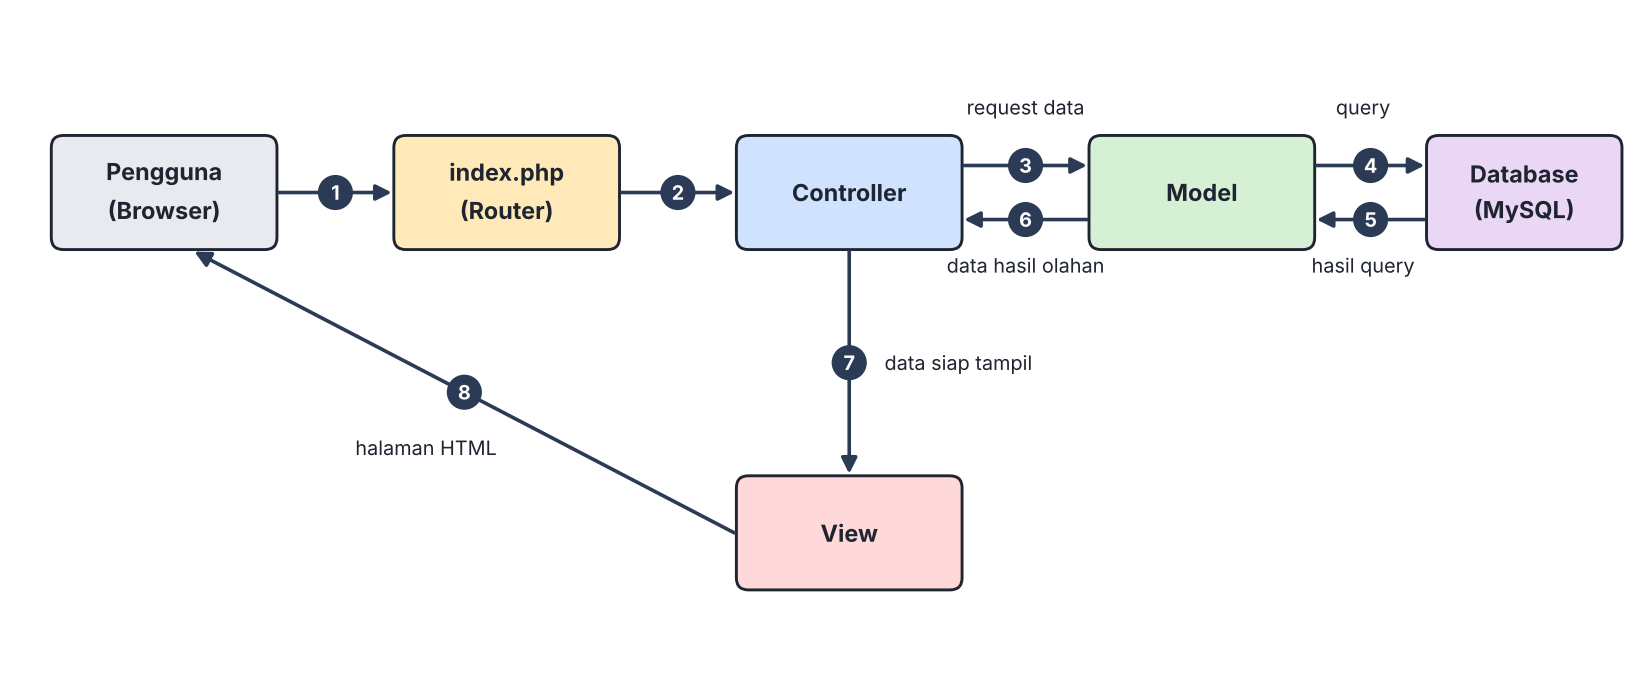 request data
query
Pengguna
(Browser)
1
index.php
(Router)
2
Controller
3
6
Model
4
5
Database
(MySQL)
data hasil olahan
hasil query
7
data siap tampil
8
halaman HTML
View